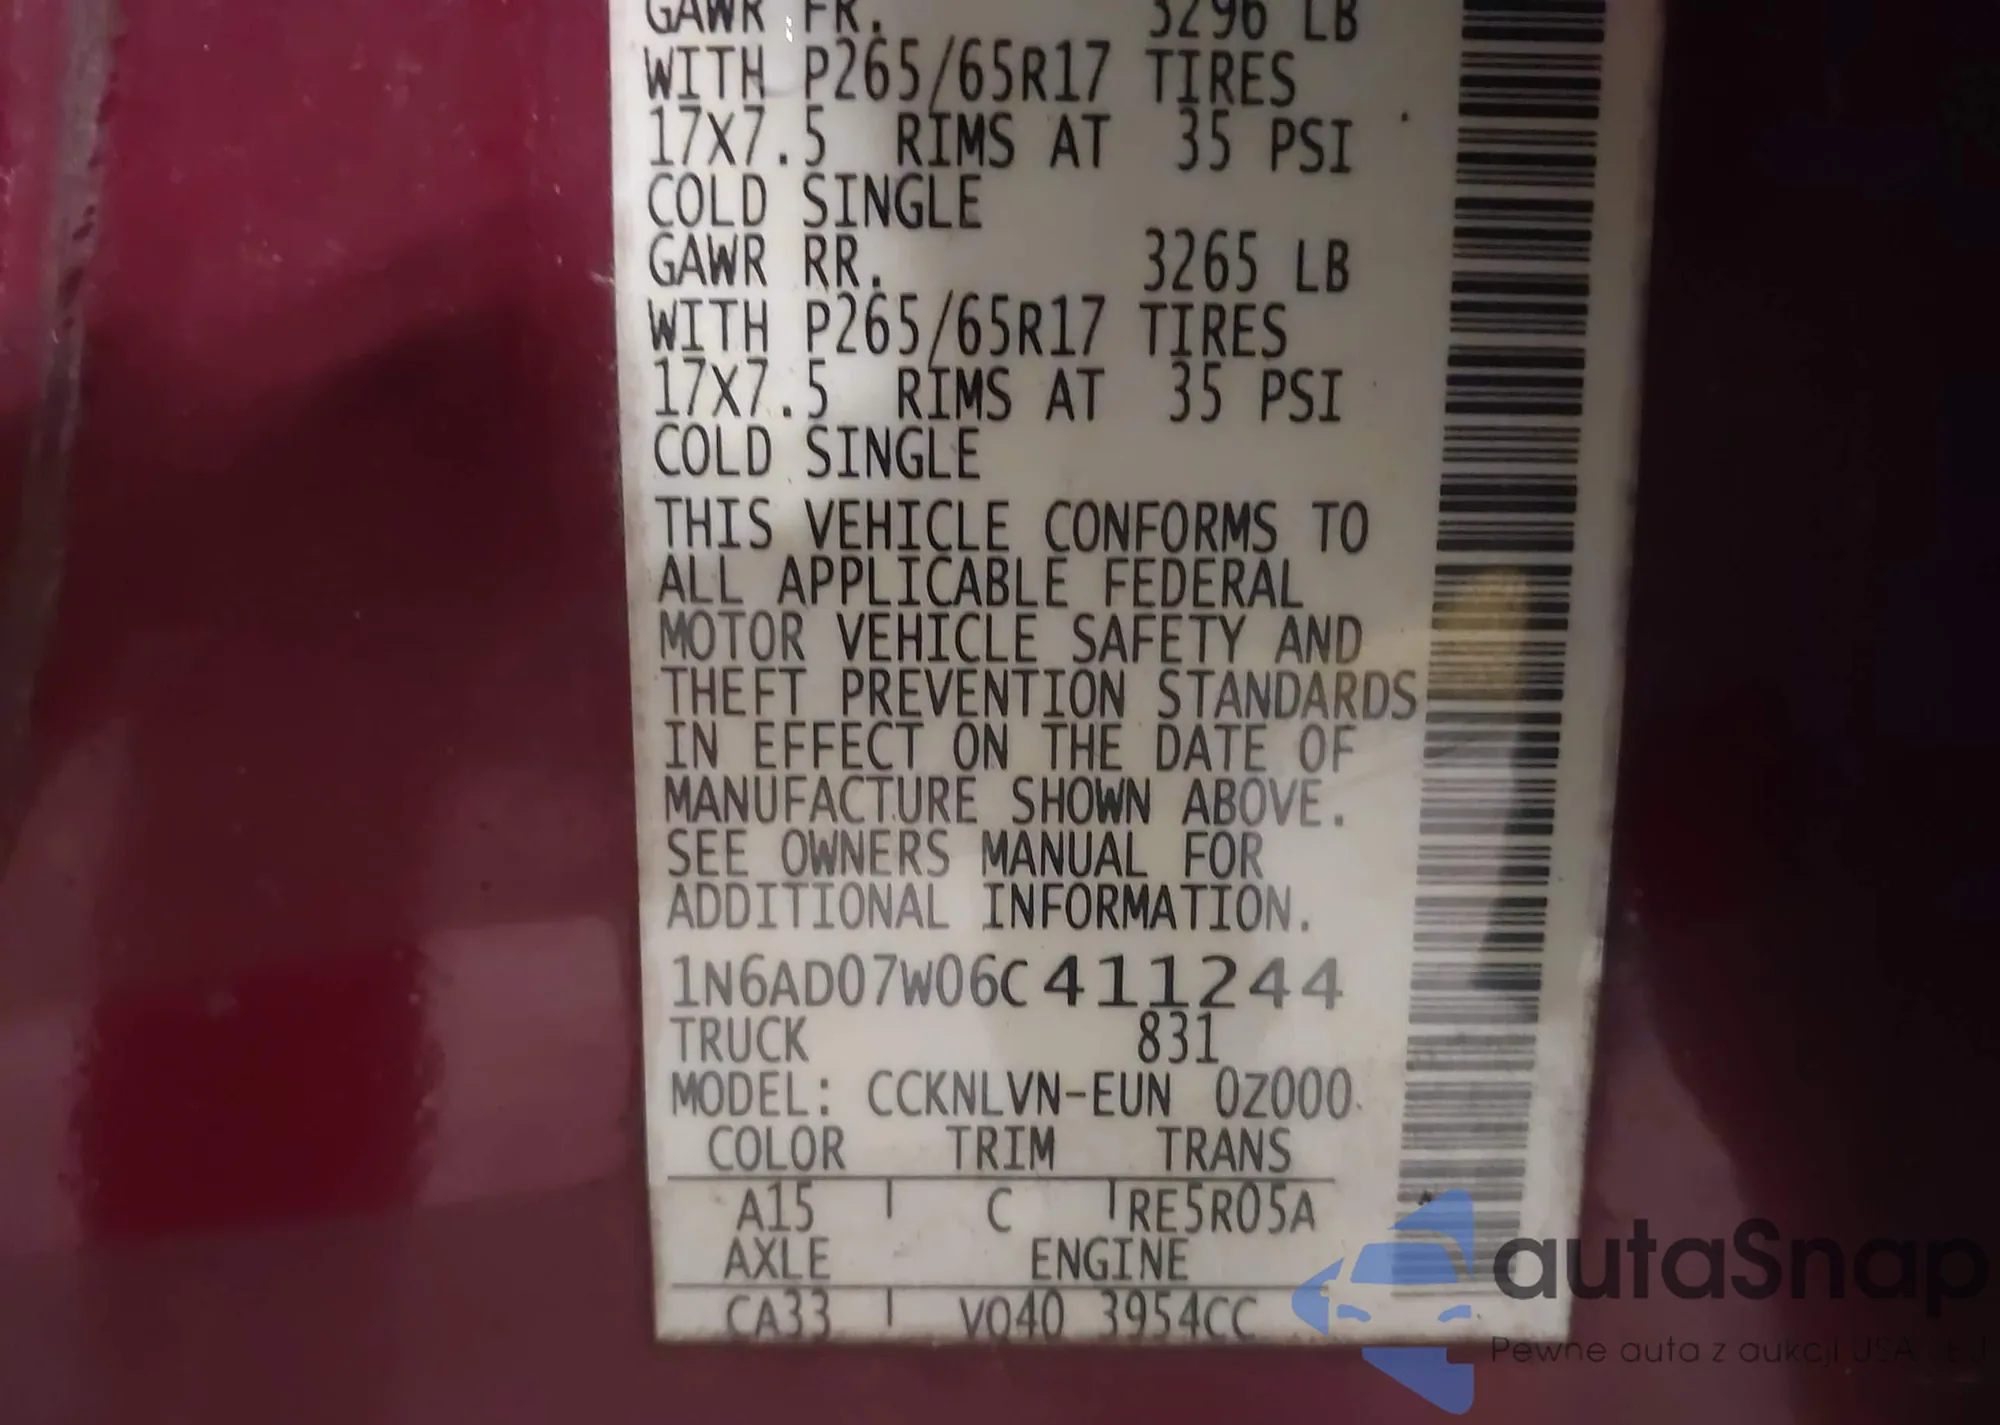 GAWR FR. 3296 LB
WITH P265/65R17 TIRES
17X7.5 RIMS AT 35 PSI
COLD SINGLE
GAWR RR. 3265 LB
WITH P265/65R17 TIRES
17X7.5 RIMS AT 35 PSI
COLD SINGLE
THIS VEHICLE CONFORMS TO
ALL APPLICABLE FEDERAL
MOTOR VEHICLE SAFETY AND
THEFT PREVENTION STANDARDS
IN EFFECT ON THE DATE OF
MANUFACTURE SHOWN ABOVE.
SEE OWNERS MANUAL FOR
ADDITIONAL INFORMATION.
1N6AD07W06C411244
TRUCK 831
MODEL: CCKNLVN-EUN 0Z000
COLOR TRIM TRANS
A15 C RE5R05A
AXLE ENGINE
CA33 VQ40 3954CC
autaSnap
Pewne auta z aukcji USA